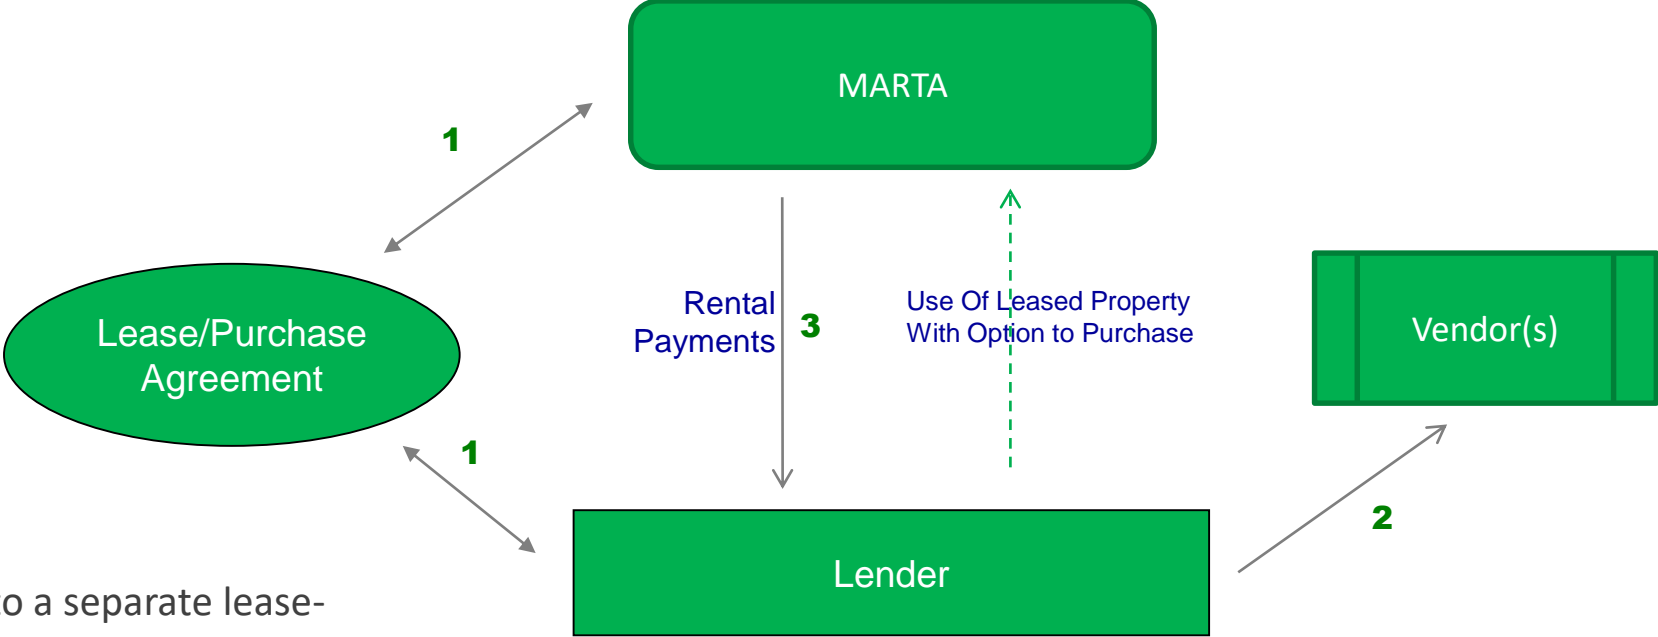 MARTA
1
Rental
Payments
3
Use Of Leased Property
With Option to Purchase
Vendor(s)
Lease/Purchase
Agreement
1
2
Lender
to a separate lease-